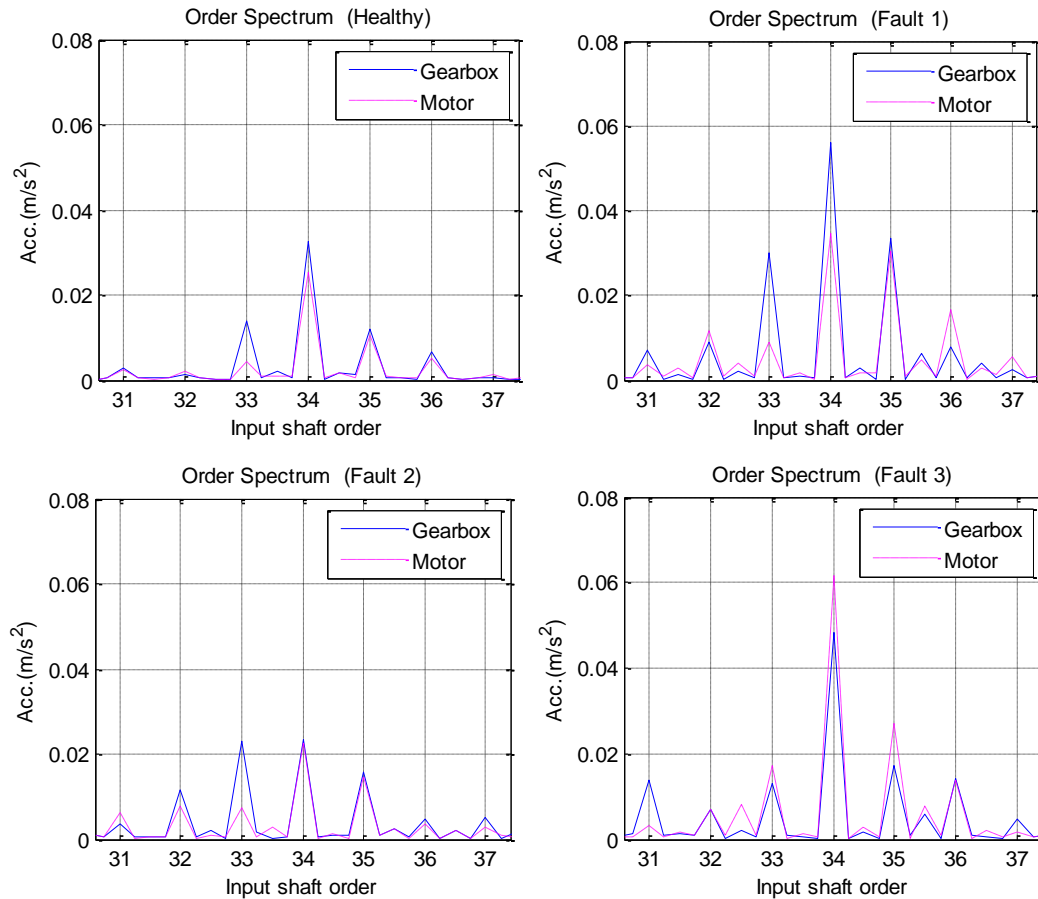 Order Spectrum (Healthy)
0.08
0.06
0.04
0.02
0
Acc.(m/s²)
Gearbox
Motor
31 32 33 34 35 36 37
Input shaft order
Order Spectrum (Fault 1)
0.08
0.06
0.04
0.02
0
Acc.(m/s²)
Gearbox
Motor
31 32 33 34 35 36 37
Input shaft order
Order Spectrum (Fault 2)
0.08
0.06
0.04
0.02
0
Acc.(m/s²)
Gearbox
Motor
31 32 33 34 35 36 37
Input shaft order
Order Spectrum (Fault 3)
0.08
0.06
0.04
0.02
0
Acc.(m/s²)
Gearbox
Motor
31 32 33 34 35 36 37
Input shaft order